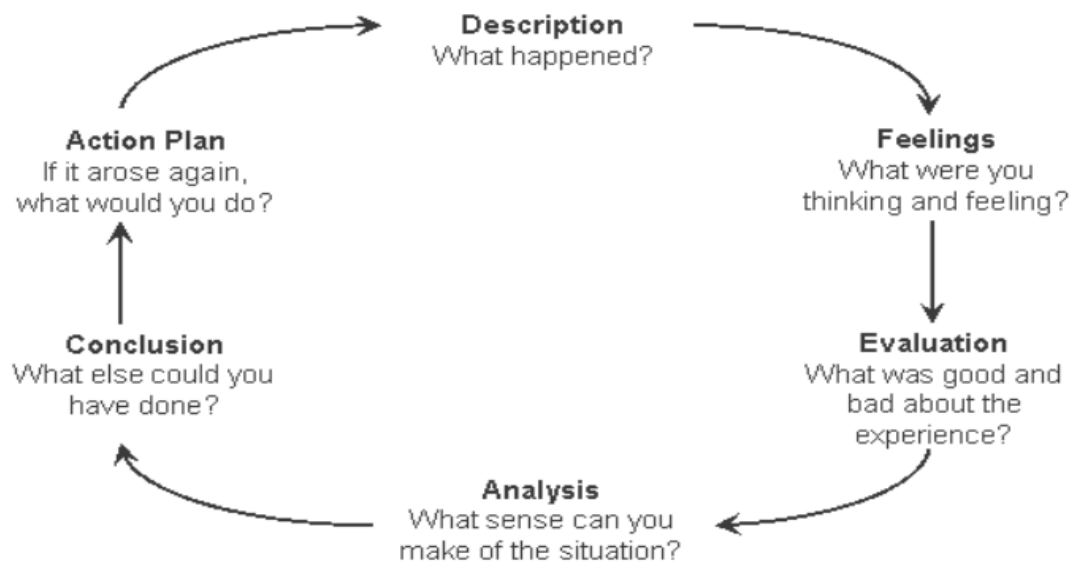 Description
What happened?
Feelings
What were you
thinking and feeling?
Evaluation
What was good and
bad about the
experience?
Analysis
What sense can you
make of the situation?
Conclusion
What else could you
have done?
Action Plan
If it arose again,
what would you do?